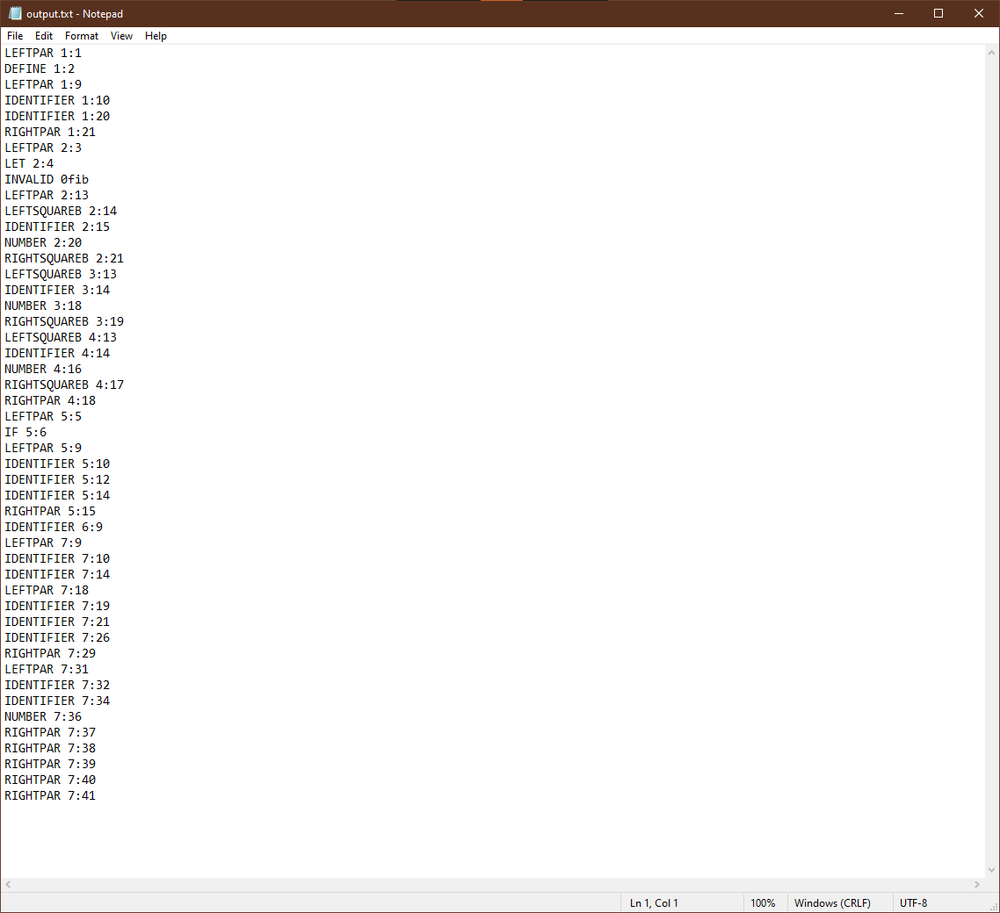 output.txt - Notepad
File Edit Format View Help
LEFTPAR 1:1
DEFINE 1:2
LEFTPAR 1:9
IDENTIFIER 1:10
IDENTIFIER 1:20
RIGHTPAR 1:21
LEFTPAR 2:3
LET 2:4
INVALID 0fib
LEFTPAR 2:13
LEFTSQUAREB 2:14
IDENTIFIER 2:15
NUMBER 2:20
RIGHTSQUAREB 2:21
LEFTSQUAREB 3:13
IDENTIFIER 3:14
NUMBER 3:18
RIGHTSQUAREB 3:19
LEFTSQUAREB 4:13
IDENTIFIER 4:14
NUMBER 4:16
RIGHTSQUAREB 4:17
RIGHTPAR 4:18
LEFTPAR 5:5
IF 5:6
LEFTPAR 5:9
IDENTIFIER 5:10
IDENTIFIER 5:12
IDENTIFIER 5:14
RIGHTPAR 5:15
IDENTIFIER 6:9
LEFTPAR 7:9
IDENTIFIER 7:10
IDENTIFIER 7:14
LEFTPAR 7:18
IDENTIFIER 7:19
IDENTIFIER 7:21
IDENTIFIER 7:26
RIGHTPAR 7:29
LEFTPAR 7:31
IDENTIFIER 7:32
IDENTIFIER 7:34
NUMBER 7:36
RIGHTPAR 7:37
RIGHTPAR 7:38
RIGHTPAR 7:39
RIGHTPAR 7:40
RIGHTPAR 7:41
Ln 1, Col 1 100% Windows (CRLF) UTF-8